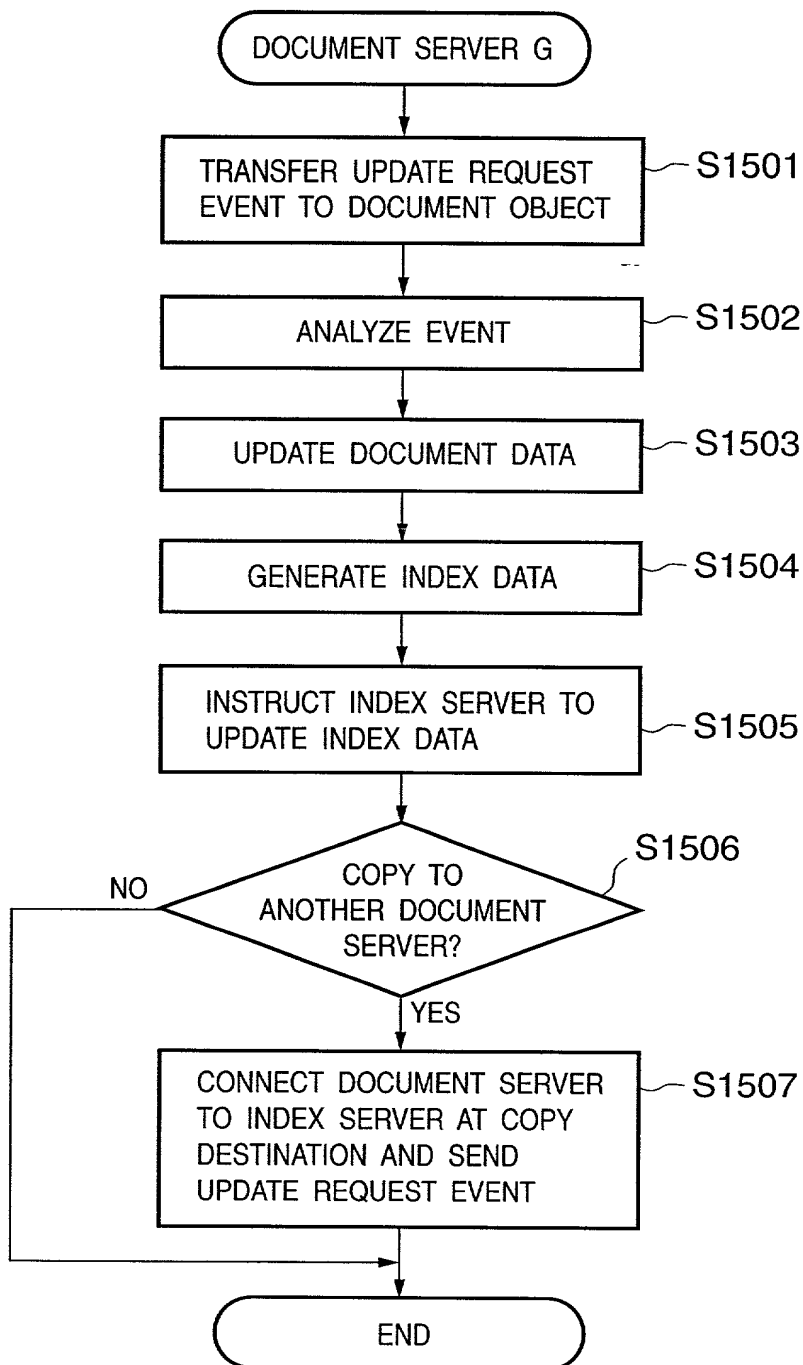 DOCUMENT SERVER G
TRANSFER UPDATE REQUEST
EVENT TO DOCUMENT OBJECT
S1501
ANALYZE EVENT
S1502
UPDATE DOCUMENT DATA
S1503
GENERATE INDEX DATA
S1504
INSTRUCT INDEX SERVER TO
UPDATE INDEX DATA
S1505
S1506
COPY TO
ANOTHER DOCUMENT
SERVER?
NO
YES
CONNECT DOCUMENT SERVER
TO INDEX SERVER AT COPY
DESTINATION AND SEND
UPDATE REQUEST EVENT
S1507
END